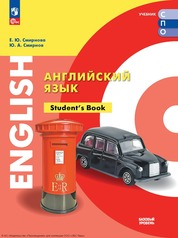 Е. Ю. Смирнова
Ю. А. Смирнов
УЧЕБНИК
СПО
АНГЛИЙСКИЙ
ЯЗЫК
Student's Book
ENGLISH
БАЗОВЫЙ
УРОВЕНЬ